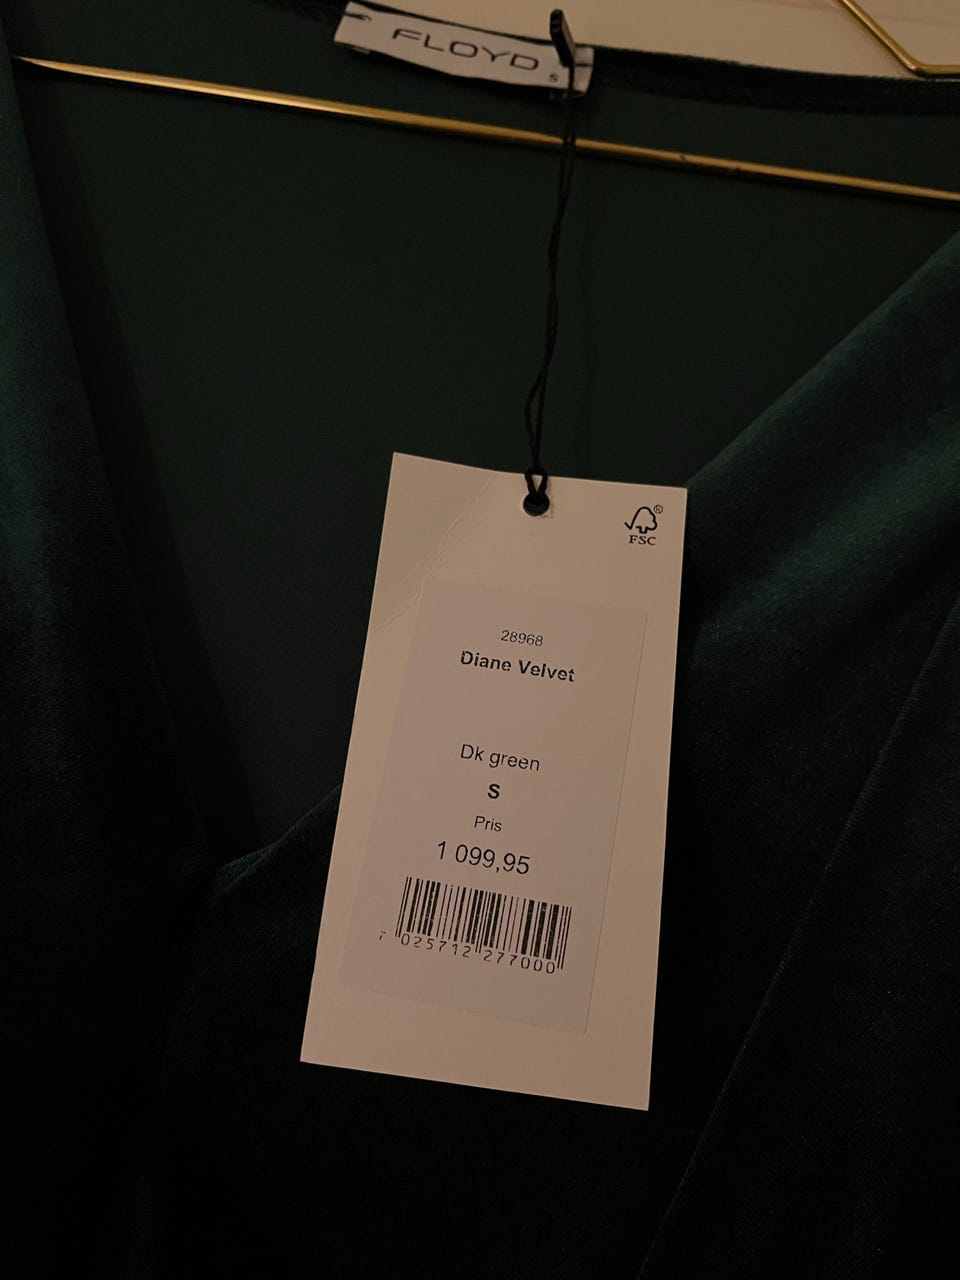 FLOYD
S
®
FSC
28968
Diane Velvet
Dk green
S
Pris
1 099,95
7 025712 277000